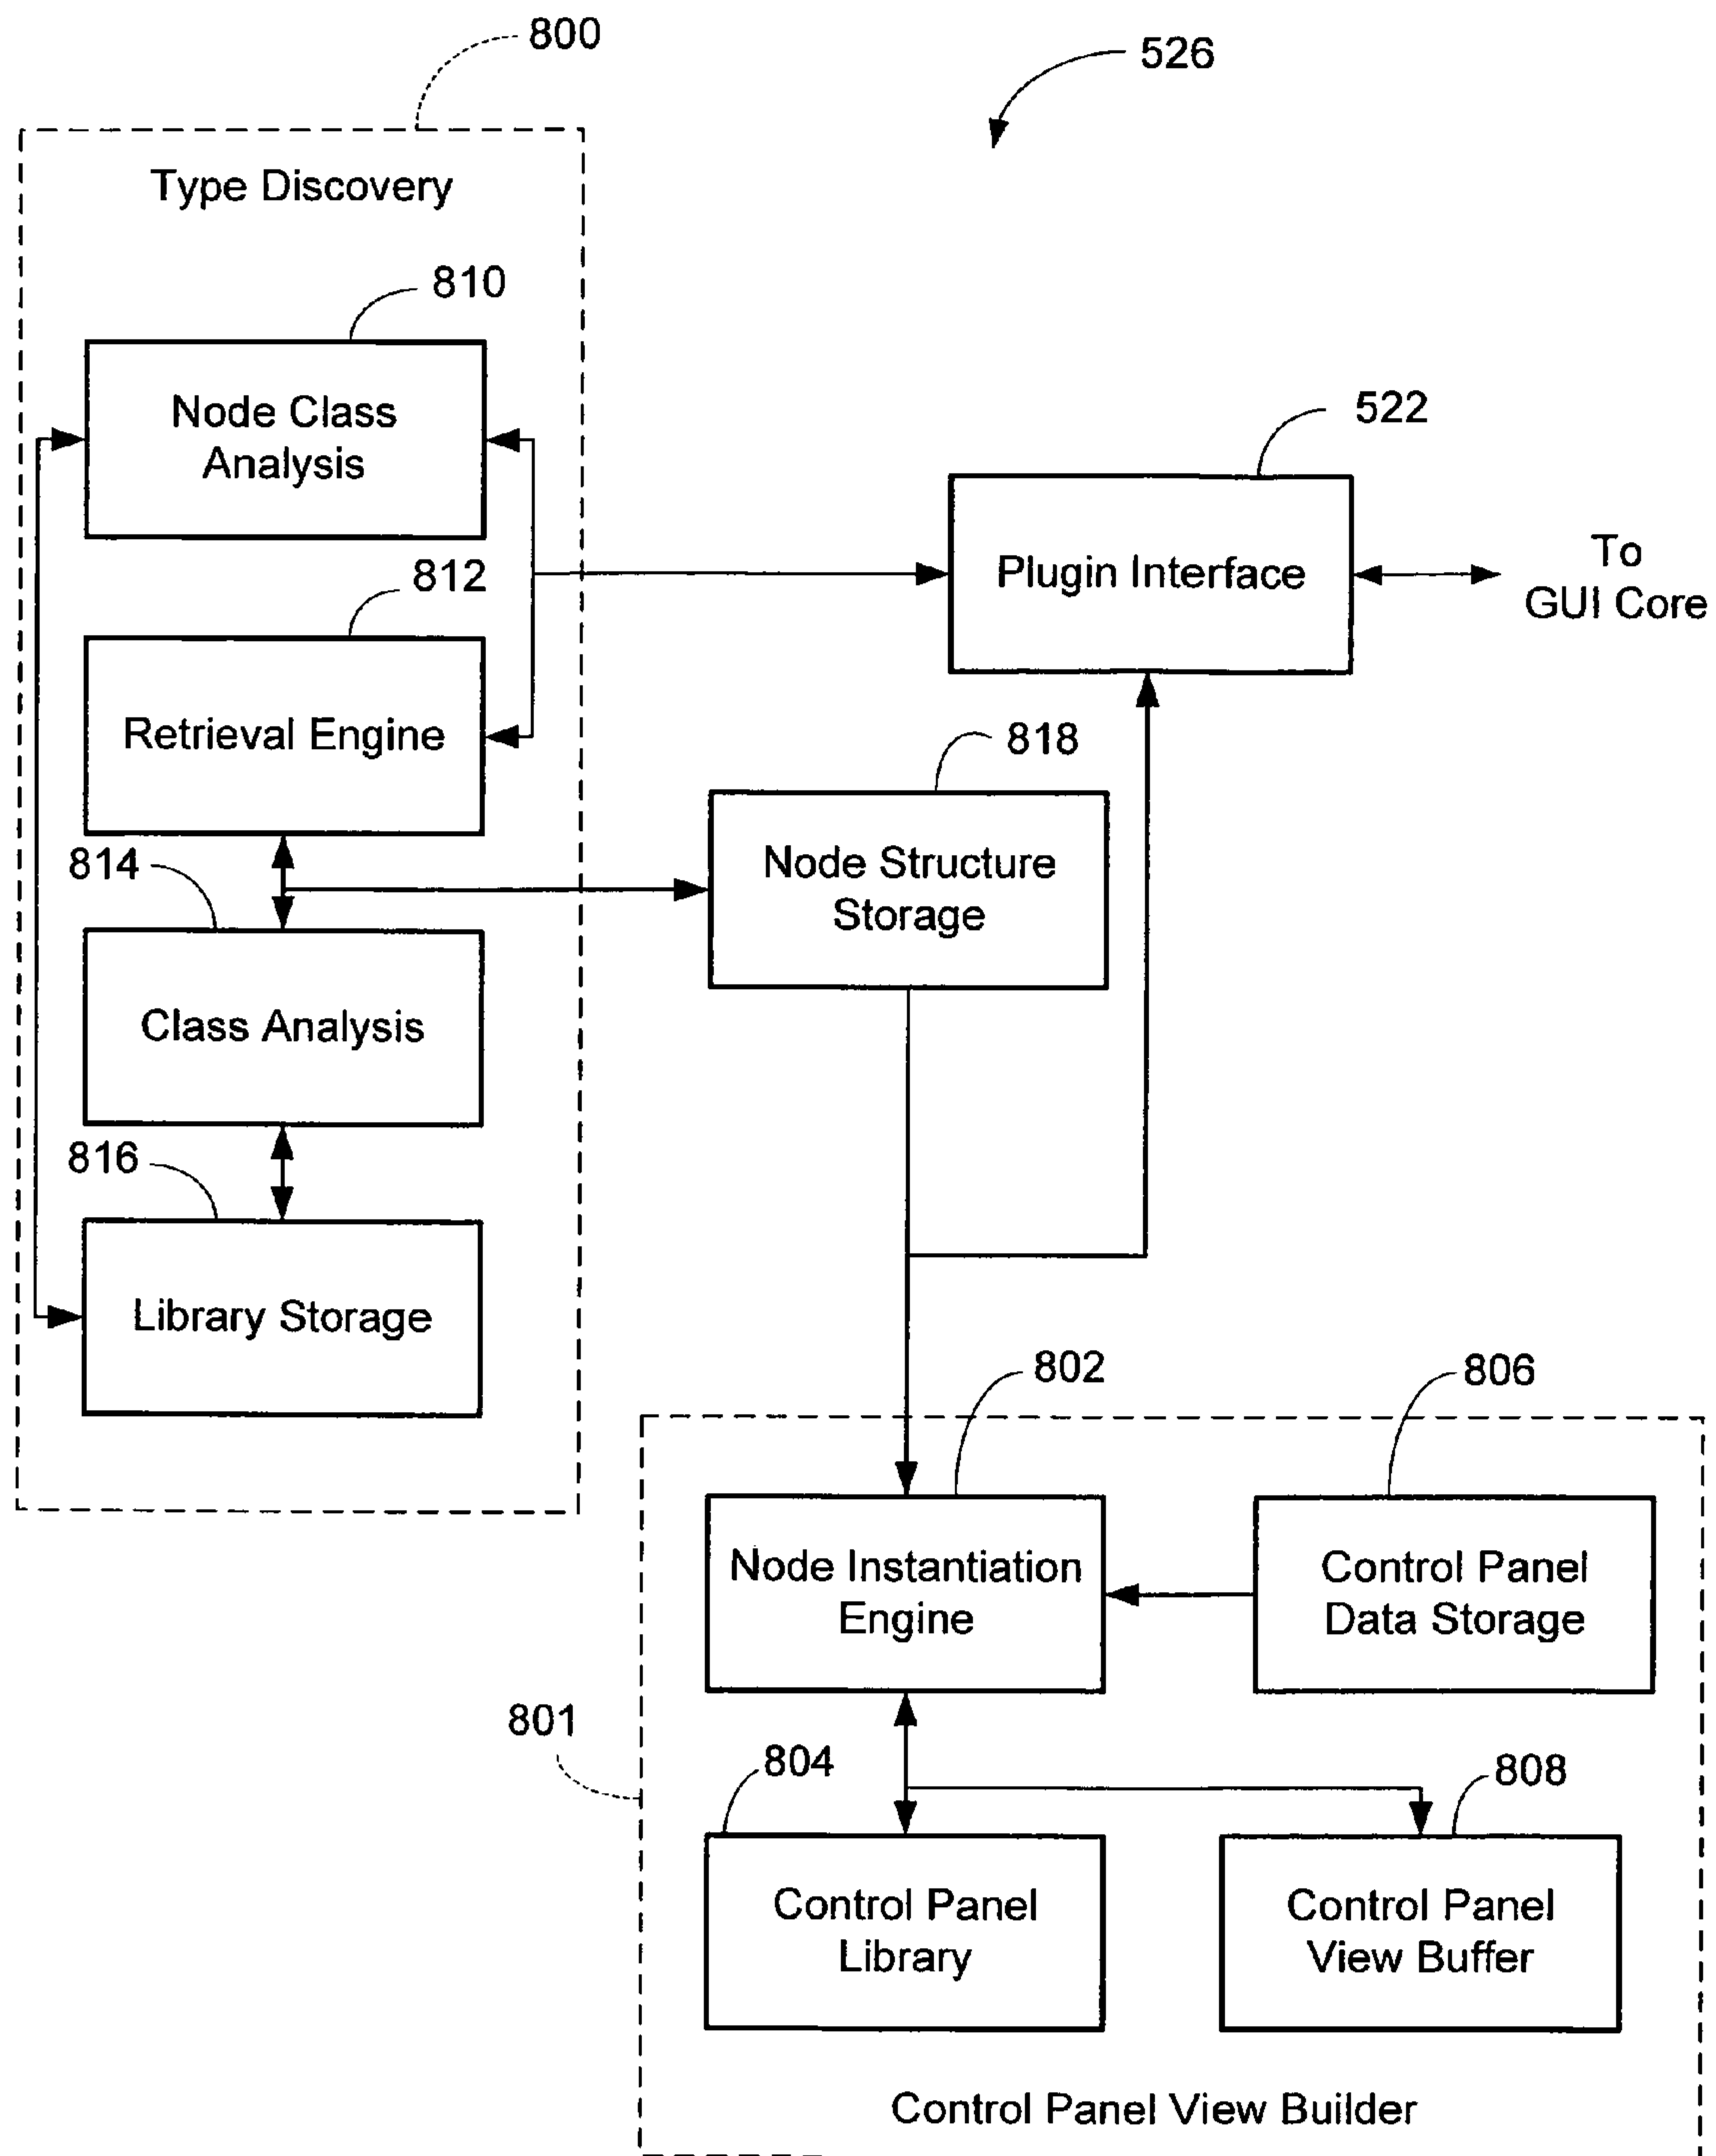 800
526
Type Discovery
810
Node Class
Analysis
522
Plugin Interface
To
GUI Core
812
Retrieval Engine
818
Node Structure
Storage
814
Class Analysis
816
Library Storage
802
806
Node Instantiation
Engine
Control Panel
Data Storage
801
804
808
Control Panel
Library
Control Panel
View Buffer
Control Panel View Builder